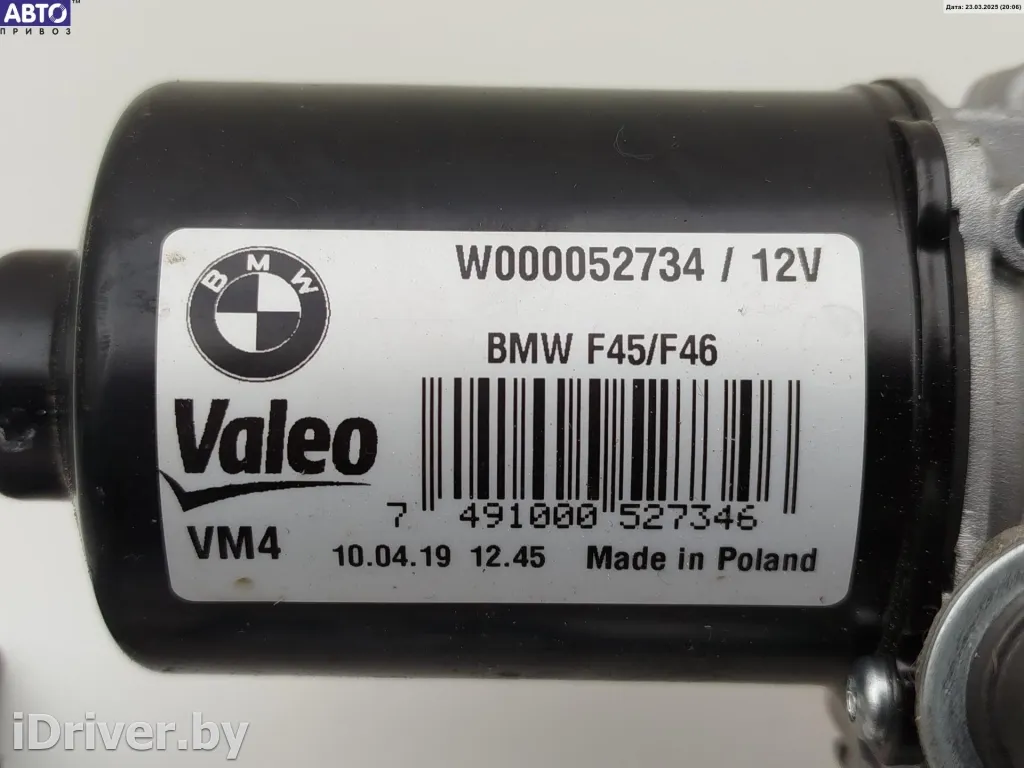 АВТО
ПРИВОЗ
Дата: 23.03.2025 (20:06)
BMW
W000052734 / 12V
BMW F45/F46
Valeo
7 491000 527346
VM4
10.04.19 12.45 Made in Poland
iDriver.by